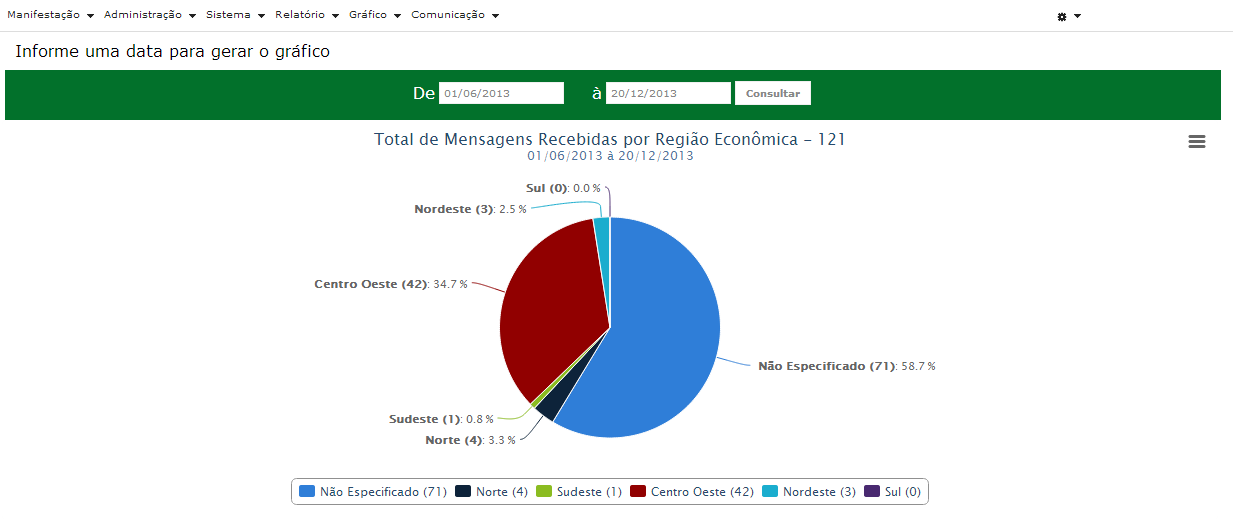 Manifestação Administração Sistema Relatório Gráfico Comunicação
Informe uma data para gerar o gráfico
De 01/06/2013 à 20/12/2013 Consultar
Total de Mensagens Recebidas por Região Econômica - 121
01/06/2013 à 20/12/2013
Sul (0): 0.0 %
Nordeste (3): 2.5 %
Centro Oeste (42): 34.7 %
Não Especificado (71): 58.7 %
Sudeste (1): 0.8 %
Norte (4): 3.3 %
Não Especificado (71) Norte (4) Sudeste (1) Centro Oeste (42) Nordeste (3) Sul (0)